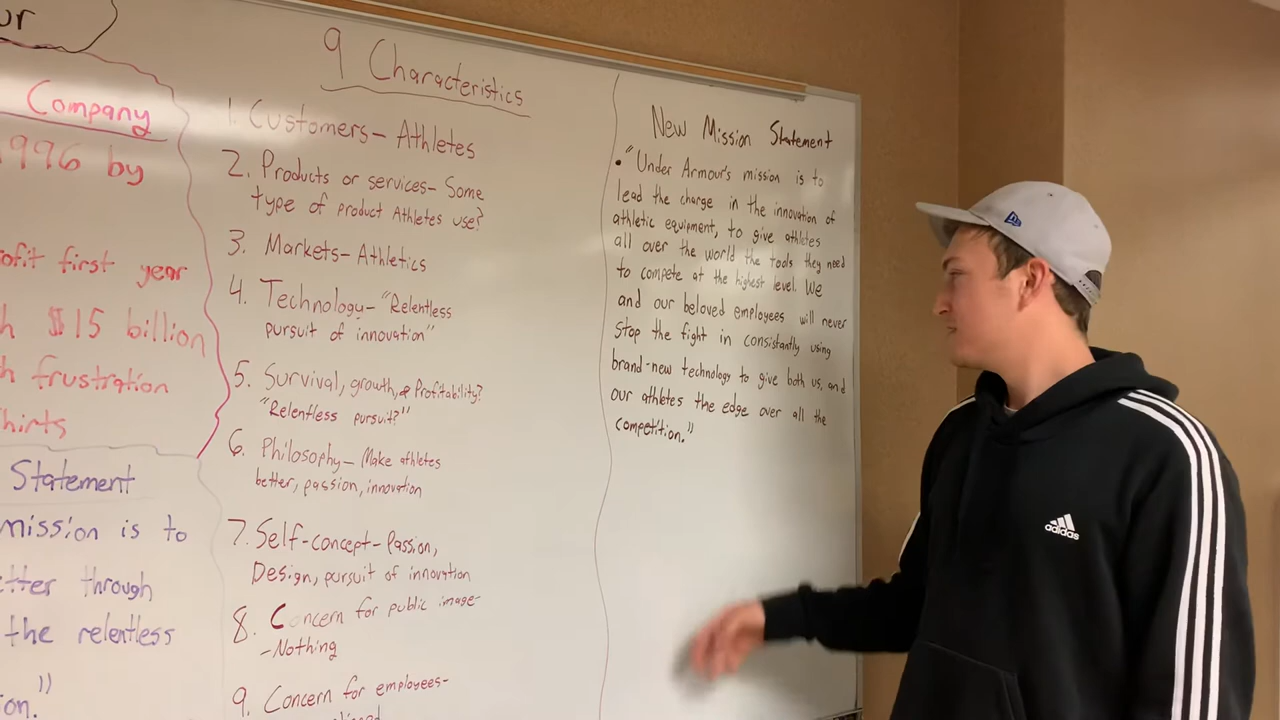 ur
Company
1996 by
ofit first year
h $15 billion
h frustration
hirts
Statement
mission is to
etter through
the relentless
on."
9 Characteristics
1. Customers- Athletes
2. Products or services- Some
type of product Athletes use?
3. Markets- Athletics
4. Technology- "Relentless
pursuit of innovation"
5. Survival, growth, & Profitability?
"Relentless pursuit?"
6. Philosophy- Make athletes
better, passion, innovation
7. Self-concept- Passion,
Design, pursuit of innovation
8. C ncern for public image-
-Nothing
9. Concern for employees-
New Mission Statement
• "Under Armour's mission is to
lead the charge in the innovation of
athletic equipment, to give athletes
all over the world the tools they need
to compete at the highest level. We
and our beloved employees will never
stop the fight in consistantly using
brand-new technology to give both us, and
our athletes the edge over all the
competition."
adidas